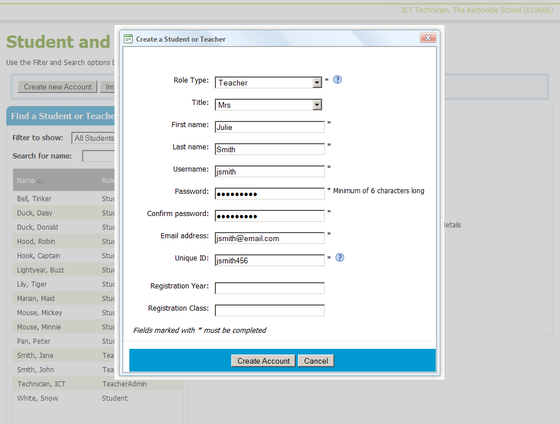 ICT Technician, The Kerboodle School (010606)
Student and
Use the Filter and Search options b
Create new Account Im
Find a Student or Teache
Filter to show: All Students
Search for name:
Name Role
Bell, Tinker Stud
Duck, Daisy Stud
Duck, Donald Stud
Hood, Robin Stud
Hook, Captain Stud
Lightyear, Buzz Stud
Lily, Tiger Stud
Marian, Maid Stud
Mouse, Mickey Stud
Mouse, Minnie Stud
Pan, Peter Stud
Smith, Jane Tea
Smith, John Tea
Technician, ICT TeacherAdmin
White, Snow Student
etails
Create a Student or Teacher
Role Type: Teacher * ?
Title: Mrs
First name: Julie *
Last name: Smith *
Username: jsmith *
Password: ••••••••• * Minimum of 6 characters long
Confirm password: ••••••••• *
Email address: jsmith@email.com *
Unique ID: jsmith456 * ?
Registration Year:
Registration Class:
Fields marked with * must be completed
Create Account Cancel